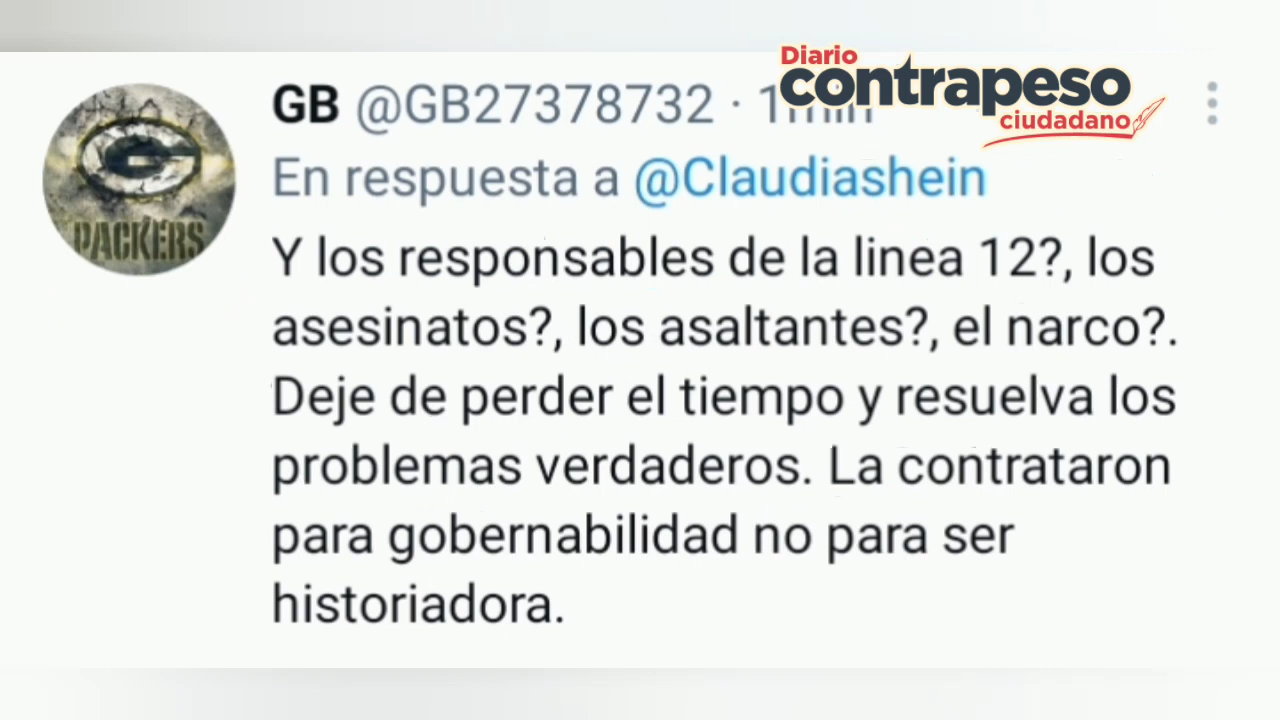 Diario
contrapeso
ciudadano
GB @GB27378732 · 1min
En respuesta a @Claudiashein
Y los responsables de la linea 12?, los
asesinatos?, los asaltantes?, el narco?.
Deje de perder el tiempo y resuelva los
problemas verdaderos. La contrataron
para gobernabilidad no para ser
historiadora.
PACKERS